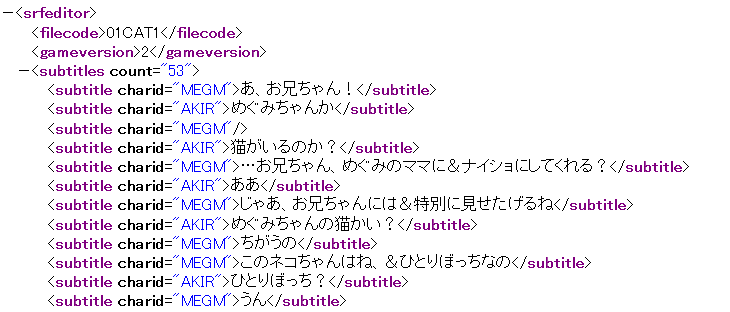 −<srfeditor>
<filecode>01CAT1</filecode>
<gameversion>2</gameversion>
−<subtitles count="53">
<subtitle charid="MEGM">あ、お兄ちゃん！</subtitle>
<subtitle charid="AKIR">めぐみちゃんか</subtitle>
<subtitle charid="MEGM"/>
<subtitle charid="AKIR">猫がいるのか？</subtitle>
<subtitle charid="MEGM">…お兄ちゃん、めぐみのママに＆ナイショにしてくれる？</subtitle>
<subtitle charid="AKIR">ああ</subtitle>
<subtitle charid="MEGM">じゃあ、お兄ちゃんには＆特別に見せたげるね</subtitle>
<subtitle charid="AKIR">めぐみちゃんの猫かい？</subtitle>
<subtitle charid="MEGM">ちがうの</subtitle>
<subtitle charid="MEGM">このネコちゃんはね、＆ひとりぼっちなの</subtitle>
<subtitle charid="AKIR">ひとりぼっち？</subtitle>
<subtitle charid="MEGM">うん</subtitle>